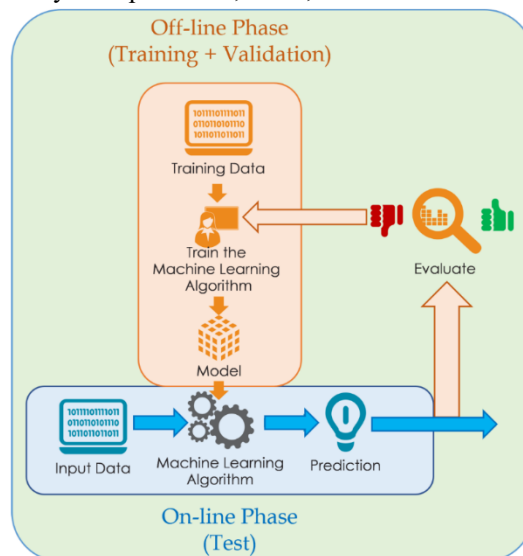 Off-line Phase
(Training + Validation)
Training Data
Train the
Machine Learning
Algorithm
Evaluate
Model
Input Data
Machine Learning
Algorithm
Prediction
On-line Phase
(Test)